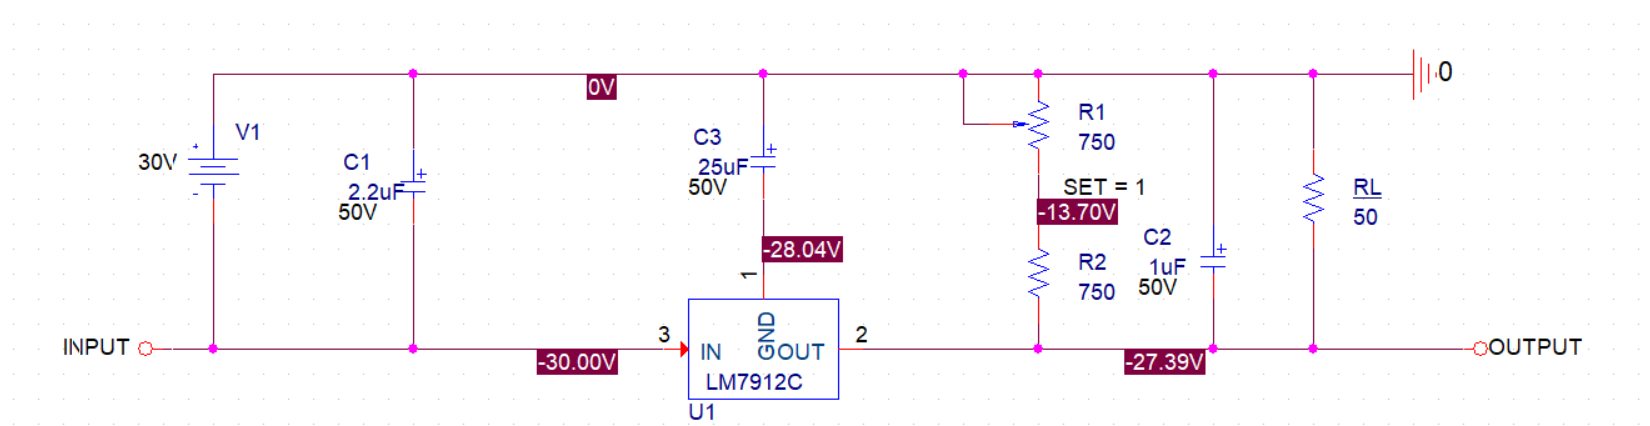 0
0V
V1
30V
C1
2.2uF
50V
C3
25uF
50V
R1
750
SET = 1
-13.70V
RL
50
-28.04V
C2
1uF
50V
R2
750
1
INPUT
-30.00V
3
IN
GND
OUT
LM7912C
U1
2
-27.39V
OUTPUT